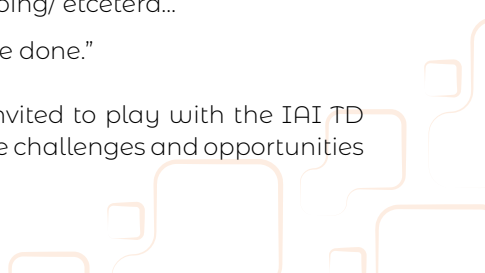 oing/ etcetera...
e done.”
nvited to play with the IAI TD
e challenges and opportunities